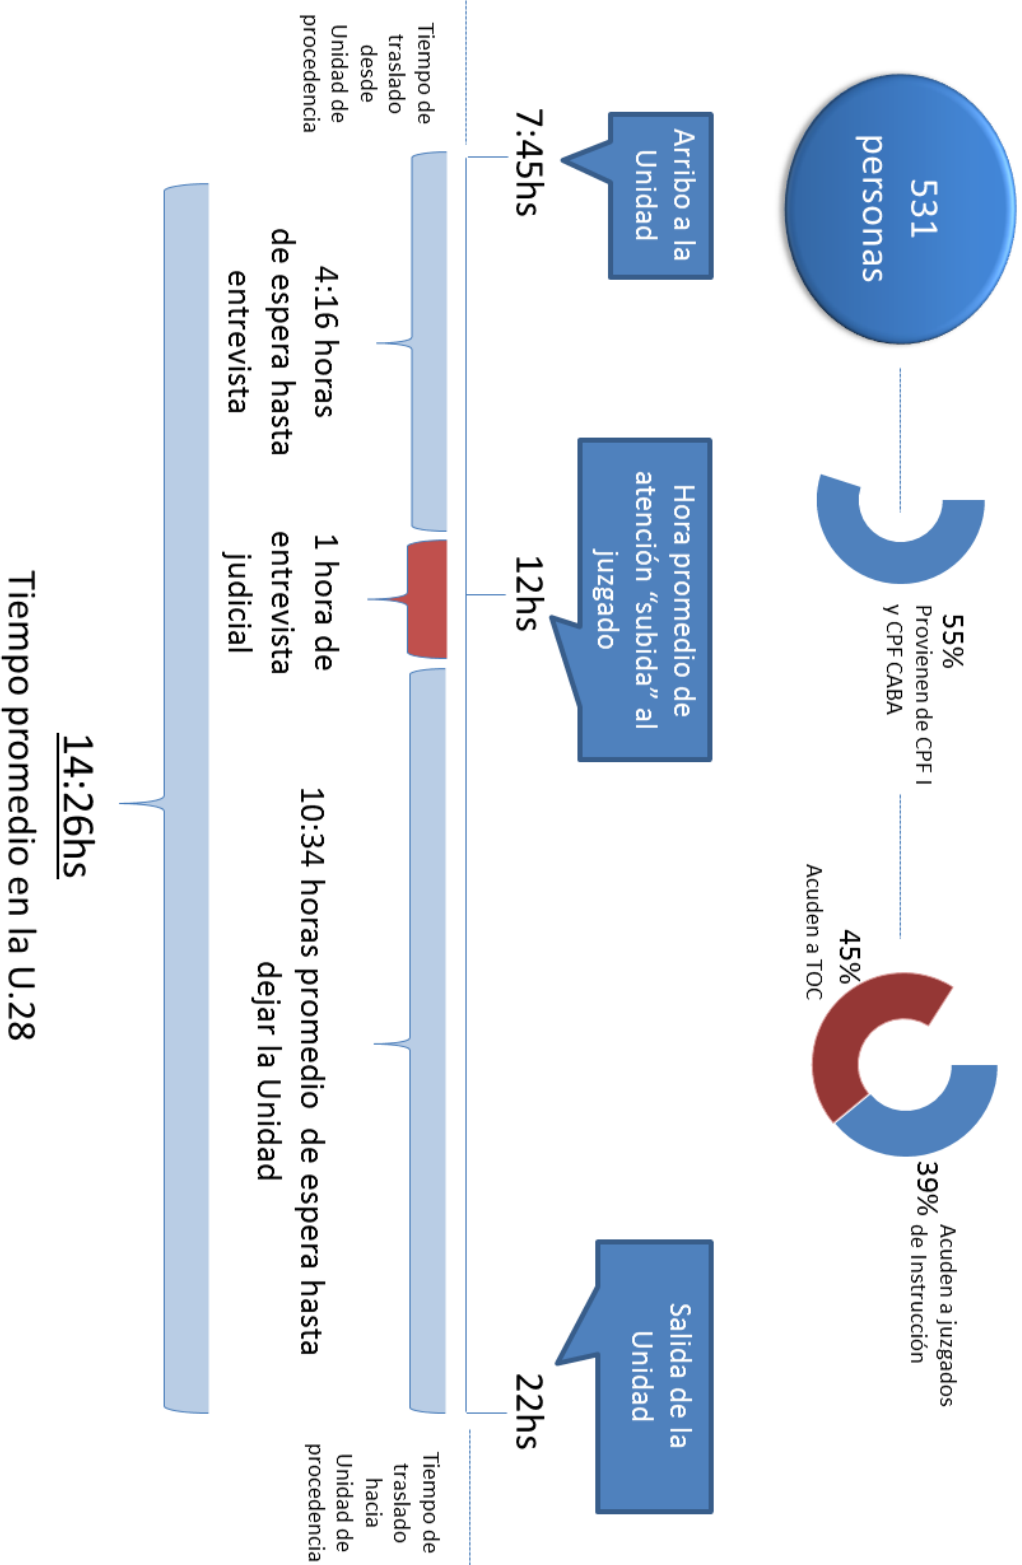 531
personas
55%
Provienen de CPF I
y CPF CABA
45%
Acuden a TOC
39%
Acuden a juzgados
de Instrucción
Arribo a la
Unidad
Hora promedio de
atención “subida” al
juzgado
Salida de la
Unidad
7:45hs
12hs
22hs
Tiempo de
traslado
desde
Unidad de
procedencia
4:16 horas
de espera hasta
entrevista
1 hora de
entrevista
judicial
10:34 horas promedio de espera hasta
dejar la Unidad
Tiempo de
traslado
hacia
Unidad de
procedencia
14:26hs
Tiempo promedio en la U.28